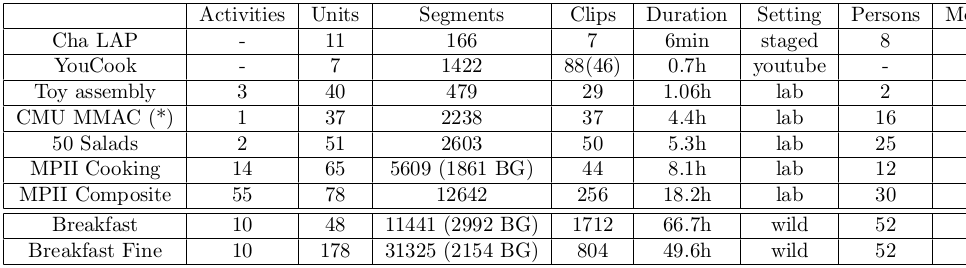 Activities Units Segments Clips Duration Setting Persons
Cha LAP - 11 166 7 6min staged 8
YouCook - 7 1422 88(46) 0.7h youtube -
Toy assembly 3 40 479 29 1.06h lab 2
CMU MMAC (*) 1 37 2238 37 4.4h lab 16
50 Salads 2 51 2603 50 5.3h lab 25
MPII Cooking 14 65 5609 (1861 BG) 44 8.1h lab 12
MPII Composite 55 78 12642 256 18.2h lab 30
Breakfast 10 48 11441 (2992 BG) 1712 66.7h wild 52
Breakfast Fine 10 178 31325 (2154 BG) 804 49.6h wild 52